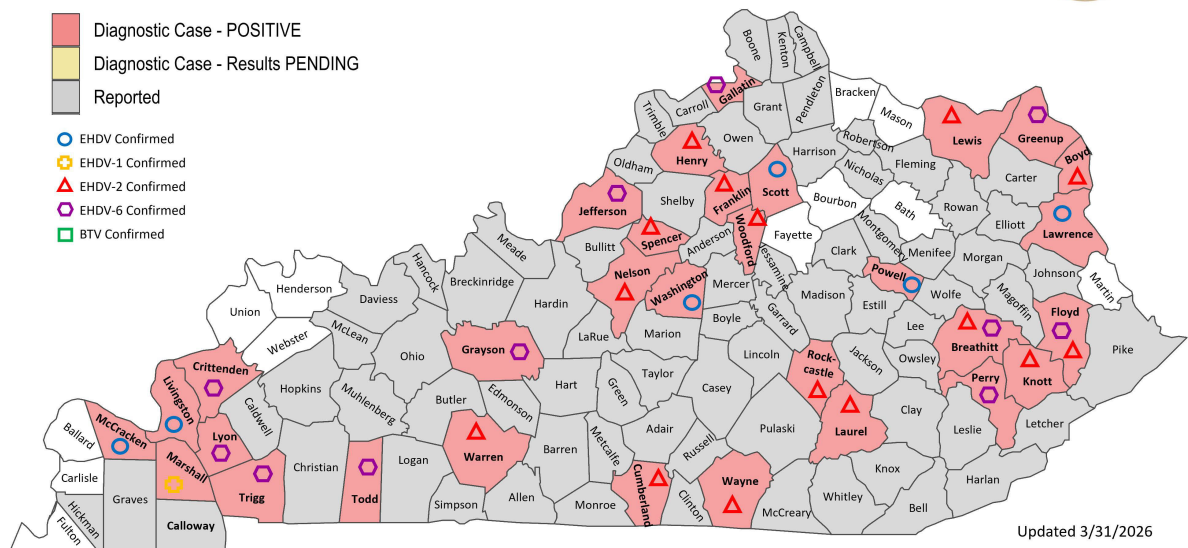 Diagnostic Case - POSITIVE
Diagnostic Case - Results PENDING
Reported
EHDV Confirmed
EHDV-1 Confirmed
EHDV-2 Confirmed
EHDV-6 Confirmed
BTV Confirmed
Boone
Kenton
Campbell
Gallatin
Carroll
Trimble
Grant
Pendleton
Bracken
Mason
Robertson
Lewis
Greenup
Boyd
Henry
Owen
Harrison
Nicholas
Fleming
Carter
Oldham
Shelby
Franklin
Scott
Bourbon
Bath
Rowan
Elliott
Lawrence
Jefferson
Bullitt
Spencer
Anderson
Woodford
Fayette
Jessamine
Clark
Montgomery
Menifee
Morgan
Johnson
Martin
Meade
Hancock
Breckinridge
Hardin
Nelson
Washington
Mercer
Garrard
Madison
Estill
Powell
Wolfe
Magoffin
Floyd
Pike
Henderson
Union
Webster
Daviess
McLean
Ohio
Grayson
LaRue
Marion
Boyle
Lincoln
Rock-
castle
Jackson
Lee
Owsley
Breathitt
Knott
Perry
Letcher
Crittenden
Livingston
Hopkins
Muhlenberg
Butler
Edmonson
Hart
Green
Taylor
Casey
Pulaski
Laurel
Clay
Leslie
Harlan
Ballard
McCracken
Lyon
Caldwell
Warren
Barren
Metcalfe
Adair
Russell
Knox
Bell
Carlisle
Marshall
Trigg
Christian
Todd
Logan
Simpson
Allen
Monroe
Cumberland
Clinton
Wayne
McCreary
Whitley
Hickman
Fulton
Graves
Calloway
Updated 3/31/2026